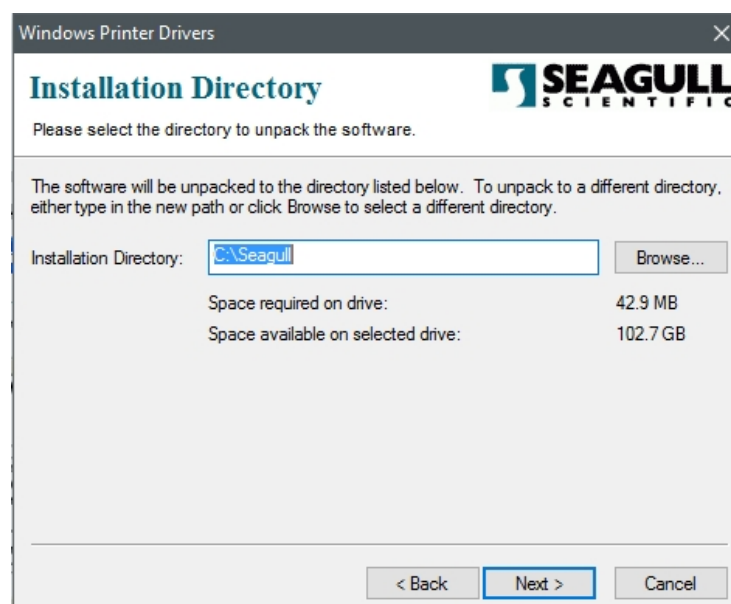 Windows Printer Drivers
Installation Directory
SEAGULL
SCIENTIFIC
Please select the directory to unpack the software.
The software will be unpacked to the directory listed below. To unpack to a different directory,
either type in the new path or click Browse to select a different directory.
Installation Directory: C:\Seagull Browse...
Space required on drive: 42.9 MB
Space available on selected drive: 102.7 GB
< Back Next > Cancel